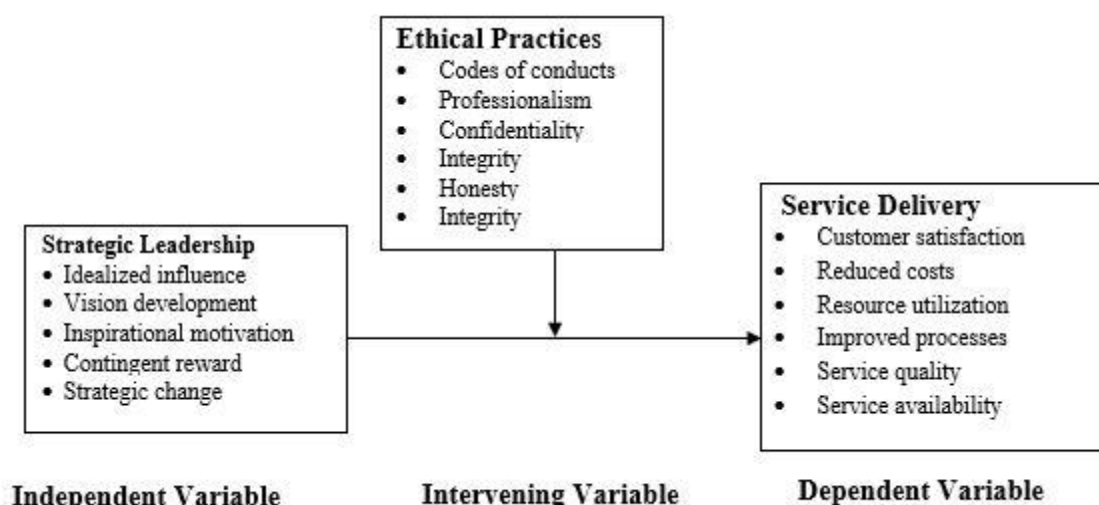 Ethical Practices
• Codes of conducts
• Professionalism
• Confidentiality
• Integrity
• Honesty
• Integrity
Strategic Leadership
• Idealized influence
• Vision development
• Inspirational motivation
• Contingent reward
• Strategic change
Service Delivery
• Customer satisfaction
• Reduced costs
• Resource utilization
• Improved processes
• Service quality
• Service availability
Independent Variable
Intervening Variable
Dependent Variable